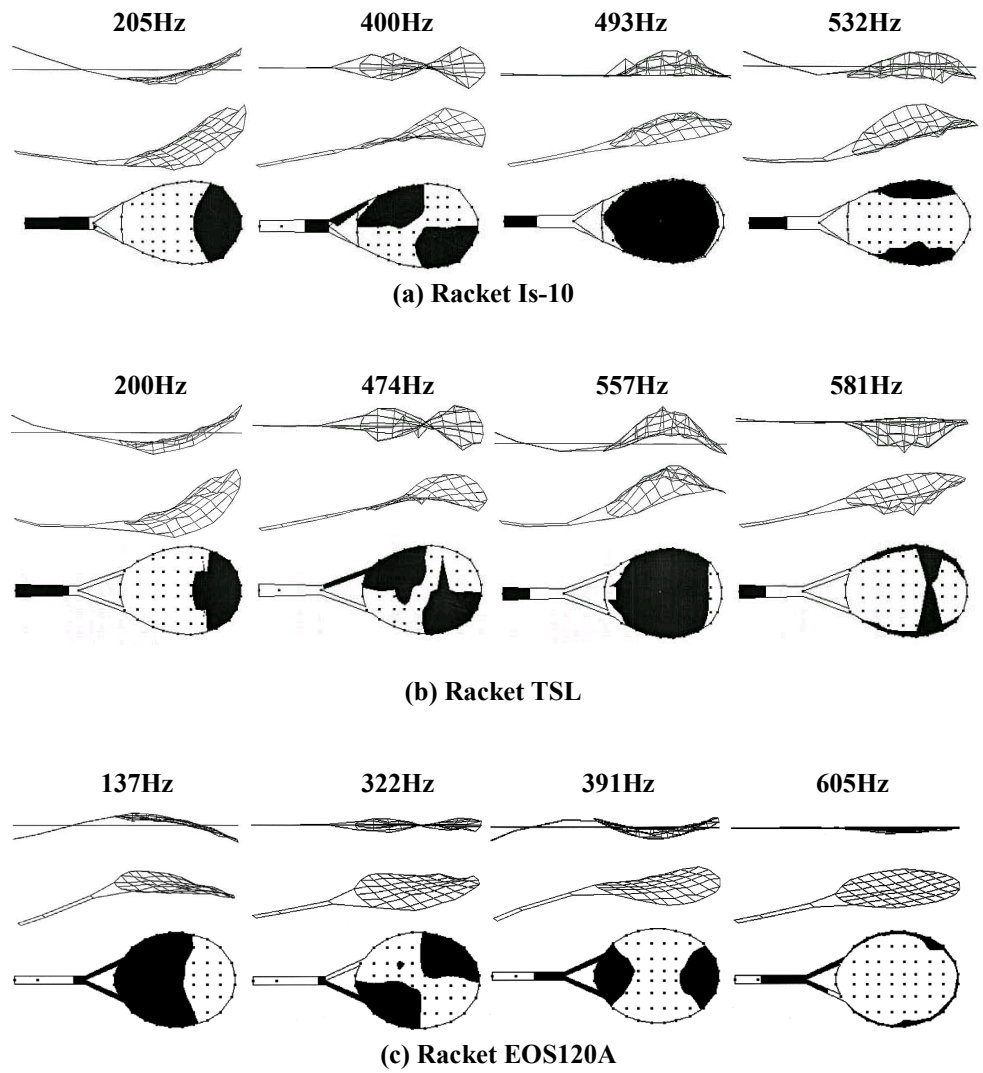 205Hz 400Hz 493Hz 532Hz
(a) Racket Is-10
200Hz 474Hz 557Hz 581Hz
(b) Racket TSL
137Hz 322Hz 391Hz 605Hz
(c) Racket EOS120A